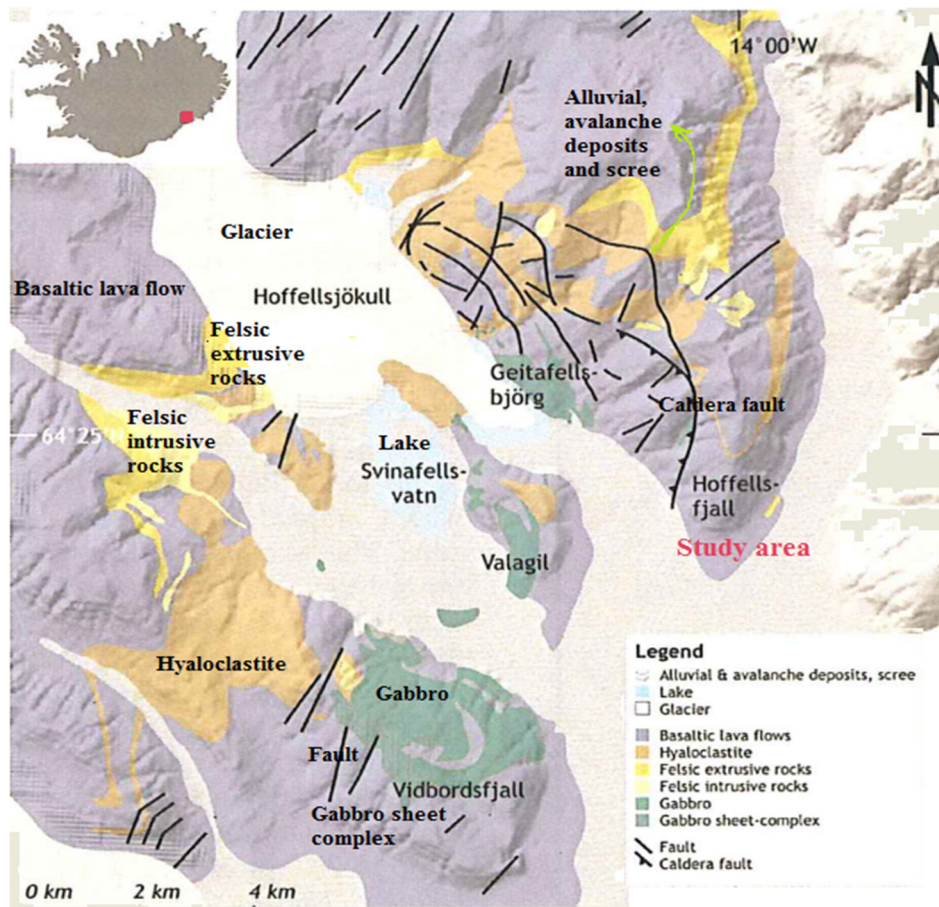 14°00'W
N
Alluvial,
avalanche
deposits
and scree
Glacier
Basaltic lava flow
Hoffellsjökull
Felsic
extrusive
rocks
Geitafells-
björg
Caldera fault
Felsic
intrusive
rocks
64°25'N
Lake
Svinafells-
vatn
Hoffells-
fjall
Study area
Valagil
Hyaloclastite
Gabbro
Fault
Vidbordsfjall
Gabbro sheet
complex
0 km 2 km 4 km
Legend
Alluvial & avalanche deposits, scree
Lake
Glacier
Basaltic lava flows
Hyaloclastite
Felsic extrusive rocks
Felsic intrusive rocks
Gabbro
Gabbro sheet-complex
Fault
Caldera fault